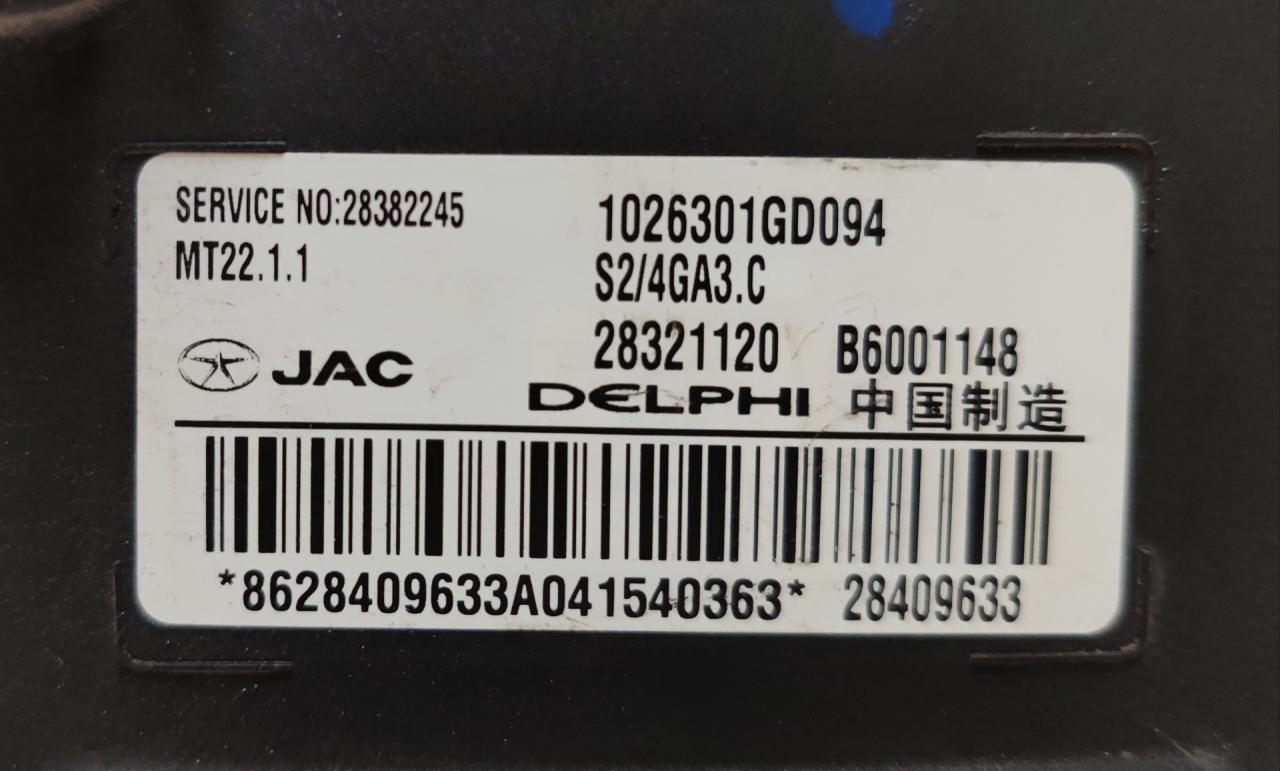 SERVICE NO:28382245
MT22.1.1
1026301GD094
S2/4GA3.C
28321120 B6001148
JAC
DELPHI 中国制造
*8628409633A041540363* 28409633